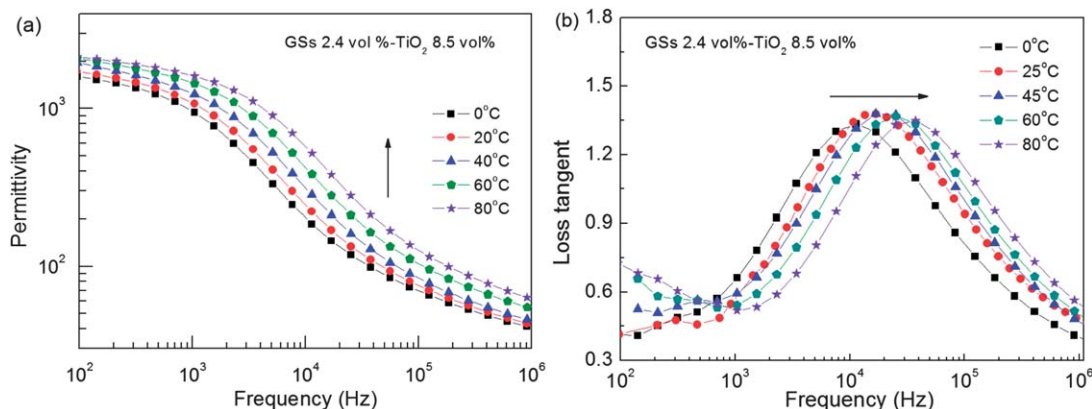 (a)
GSs 2.4 vol %-TiO₂ 8.5 vol%
0°C
20°C
40°C
60°C
80°C
Permittivity
10³
10²
10² 10³ 10⁴ 10⁵ 10⁶
Frequency (Hz)
(b)
GSs 2.4 vol%-TiO₂ 8.5 vol%
0°C
25°C
45°C
60°C
80°C
Loss tangent
1.8
1.5
1.2
0.9
0.6
0.3
10² 10³ 10⁴ 10⁵ 10⁶
Frequency (Hz)